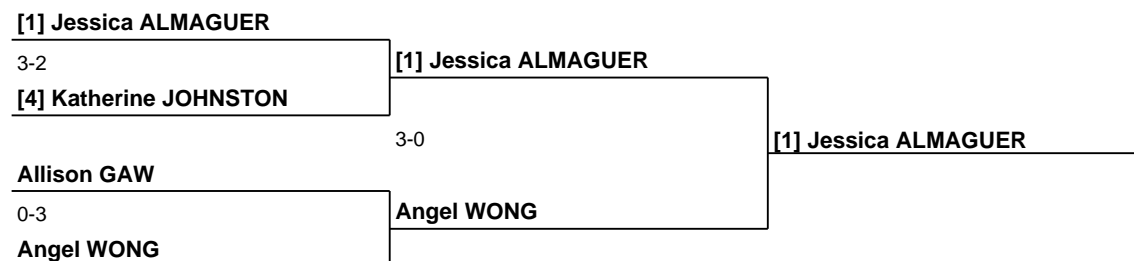 [1] Jessica ALMAGUER
3-2
[1] Jessica ALMAGUER
[4] Katherine JOHNSTON
3-0
[1] Jessica ALMAGUER
Allison GAW
0-3
Angel WONG
Angel WONG